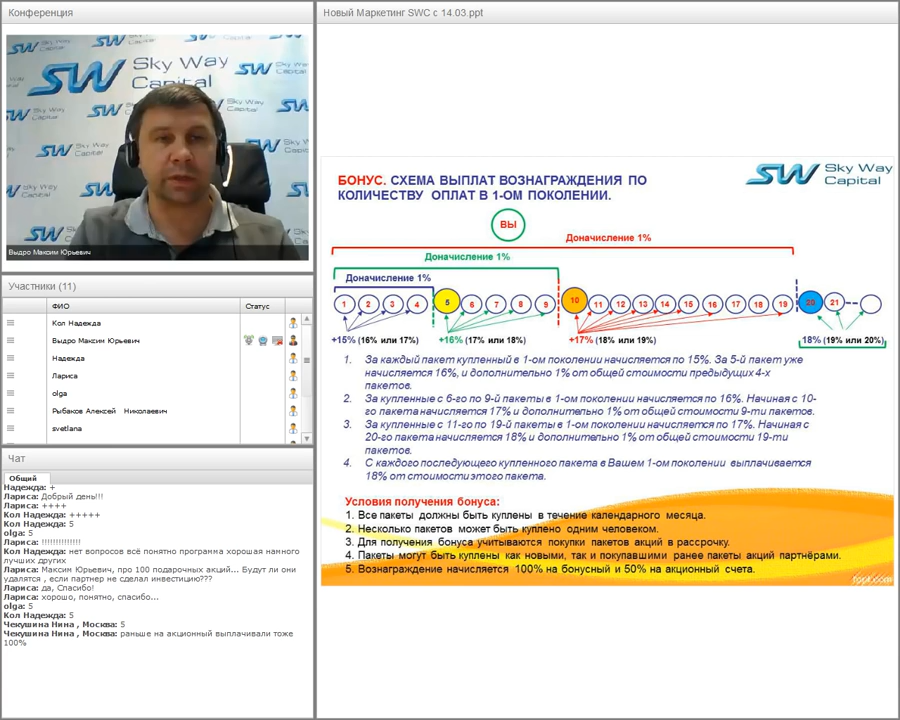 Конференция
Sky Way
Capital
Sky Way
Capital
Выдро Максим Юрьевич
Участники (11)
ФИО
Статус
Кол Надежда
Выдро Максим Юрьевич
Надежда
Лариса
olga
Рыбаков Алексей Николаевич
svetlana
Чат
Общий
Надежда: +
Лариса: Добрый день!!!
Лариса: ++++
Кол Надежда: +++++
Кол Надежда: 5
olga: 5
Лариса: !!!!!!!!!!!!!!
Кол Надежда: нет вопросов всё понятно программа хорошая намного
лучших других
Лариса: Максим Юрьевич, про 100 подарочных акций... Будут ли они
удалятся , если партнер не сделал инвестицию???
Лариса: да, Спасибо!
Лариса: хорошо, понятно, спасибо...
olga: 5
Кол Надежда: 5
Чекушина Нина , Москва: 5
Чекушина Нина , Москва: раньше на акционный выплачивали тоже
100%
Новый Маркетинг SWC с 14.03.ppt
Sky Way
Capital
БОНУС. СХЕМА ВЫПЛАТ ВОЗНАГРАЖДЕНИЯ ПО
КОЛИЧЕСТВУ ОПЛАТ В 1-ОМ ПОКОЛЕНИИ.
ВЫ
Доначисление 1%
Доначисление 1%
Доначисление 1%
1 2 3 4 5 6 7 8 9 10 11 12 13 14 15 16 17 18 19 20 21
+15% (16% или 17%) +16% (17% или 18%) +17% (18% или 19%) 18% (19% или 20%)
1. За каждый пакет купленный в 1-ом поколении начисляется по 15%. За 5-й пакет уже
начисляется 16%, и дополнительно 1% от общей стоимости предыдущих 4-х
пакетов.
2. За купленные с 6-го по 9-й пакеты в 1-ом поколении начисляется по 16%. Начиная с 10-
го пакета начисляется 17% и дополнительно 1% от общей стоимости 9-ти пакетов.
3. За купленные с 11-го по 19-й пакеты в 1-ом поколении начисляется по 17%. Начиная с
20-го пакета начисляется 18% и дополнительно 1% от общей стоимости 19-ти
пакетов.
4. С каждого последующего купленного пакета в Вашем 1-ом поколении выплачивается
18% от стоимости этого пакета.
Условия получения бонуса:
1. Все пакеты должны быть куплены в течение календарного месяца.
2. Несколько пакетов может быть куплено одним человеком.
3. Для получения бонуса учитываются покупки пакетов акций в рассрочку.
4. Пакеты могут быть куплены как новыми, так и покупавшими ранее пакеты акций партнёрами.
5. Вознаграждение начисляется 100% на бонусный и 50% на акционный счета.
fppt.com